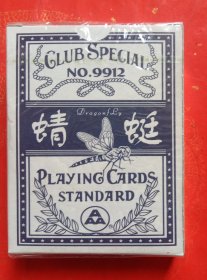 CLUB SPECIAL
NO.9912
DragonFly
蜻蜓
PLAYING CARDS
STANDARD